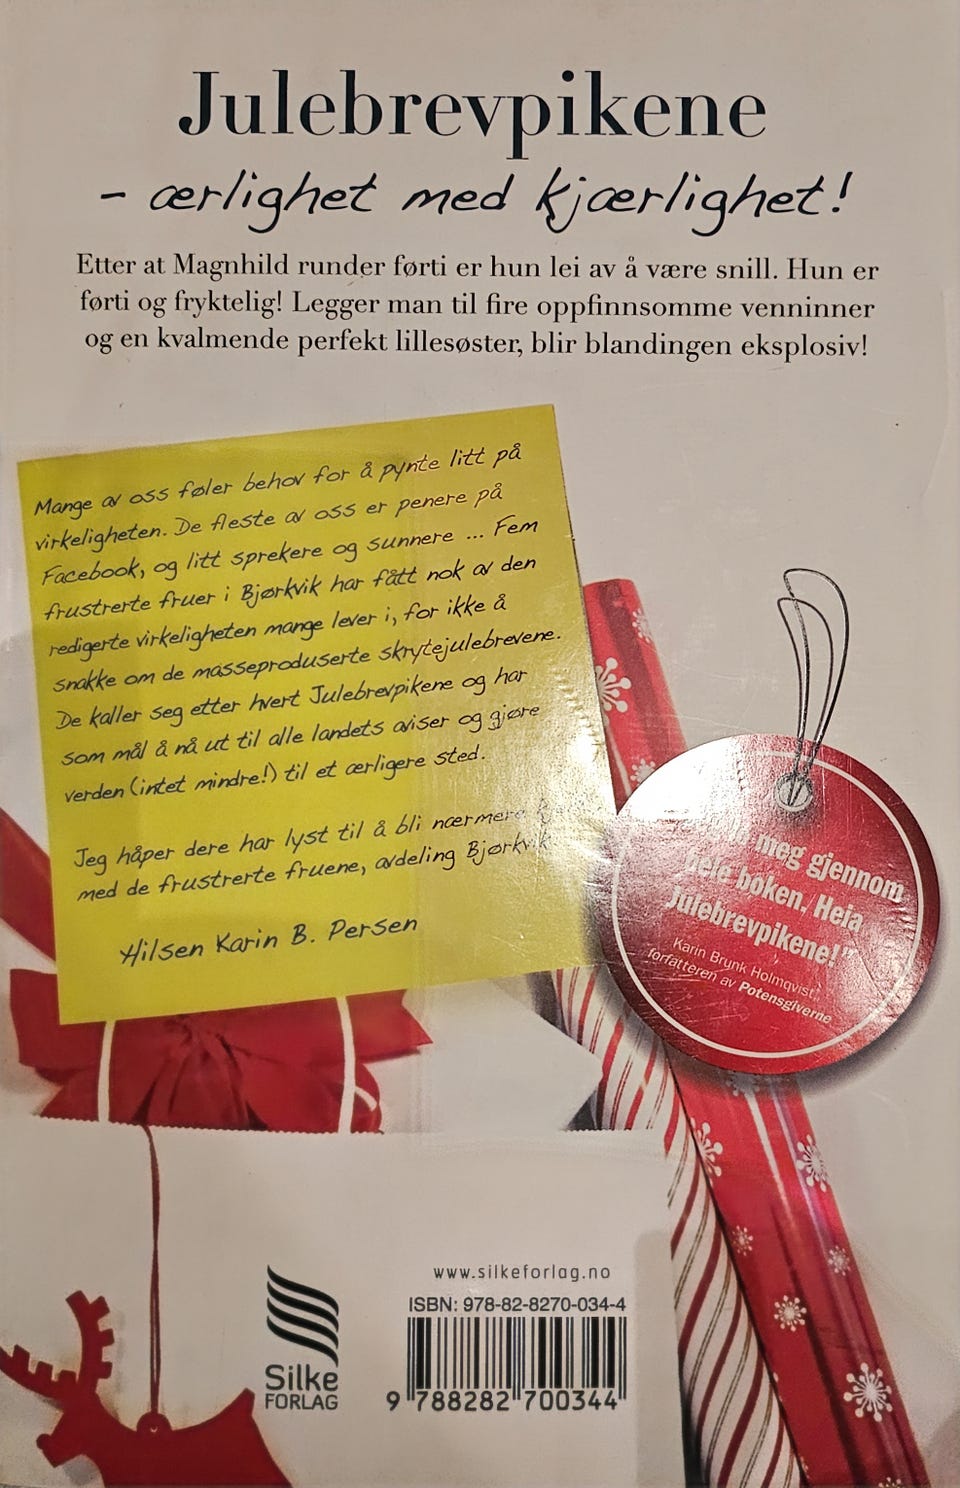 Julebrevpikene
- ærlighet med kjærlighet!
Etter at Magnhild runder førti er hun lei av å være snill. Hun er
førti og fryktelig! Legger man til fire oppfinnsomme venninner
og en kvalmende perfekt lillesøster, blir blandingen eksplosiv!
Mange av oss føler behov for å pynte litt på
virkeligheten. De fleste av oss er penere på
Facebook, og litt sprekere og sunnere ... Fem
frustrerte fruer i Bjørkvik har fått nok av den
redigerte virkeligheten mange lever i, for ikke å
snakke om de masseproduserte skrytejulebrevene.
De kaller seg etter hvert Julebrevpikene og har
som mål å nå ut til alle landets aviser og gjøre
verden (intet mindre!) til et ærligere sted.
Jeg håper dere har lyst til å bli nærmere
med de frustrerte fruene, avdeling Bjørkvik
Hilsen Karin B. Persen
meg gjennom
hele boken. Heia
Julebrevpikene!"
Karin Brunk Holmqvist,
forfatteren av Potensgiverne
www.silkeforlag.no
ISBN: 978-82-8270-034-4
Silke
FORLAG
9 788282 700344